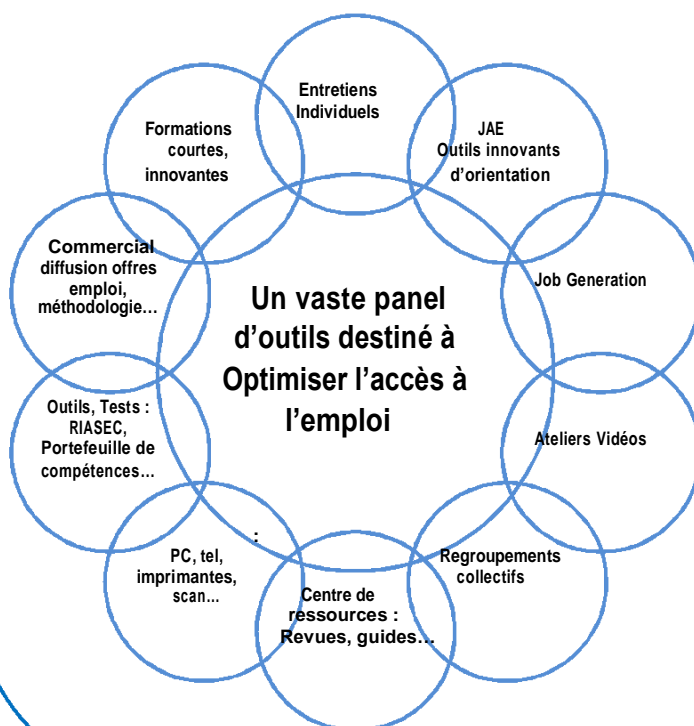 Entretiens
Individuels
JAE
Outils innovants
d'orientation
Job Generation
Ateliers Vidéos
Regroupements
collectifs
Centre de
ressources :
Revues, guides…
:
PC, tel,
imprimantes,
scan…
Outils, Tests :
RIASEC,
Portefeuille de
compétences…
Commercial
diffusion offres
emploi,
méthodologie…
Formations
courtes,
innovantes
Un vaste panel
d'outils destiné à
Optimiser l'accès à
l'emploi